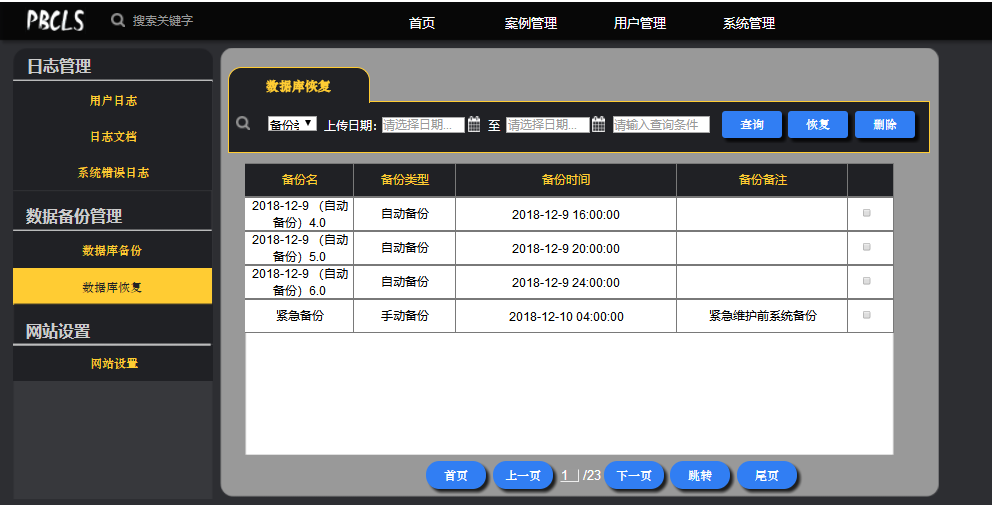 PBCLS 搜索关键字 首页 案例管理 用户管理 系统管理
日志管理
用户日志
日志文档
系统错误日志
数据备份管理
数据库备份
数据库恢复
网站设置
网站设置
数据库恢复
上传日期: 请选择日期... 至 请选择日期... 请输入查询条件 查询 恢复 删除
备份名 备份类型 备份时间 备份备注
2018-12-9 （自动
备份）4.0 自动备份 2018-12-9 16:00:00
2018-12-9 （自动
备份）5.0 自动备份 2018-12-9 20:00:00
2018-12-9 （自动
备份）6.0 自动备份 2018-12-9 24:00:00
紧急备份 手动备份 2018-12-10 04:00:00 紧急维护前系统备份
首页 上一页 1 /23 下一页 跳转 尾页